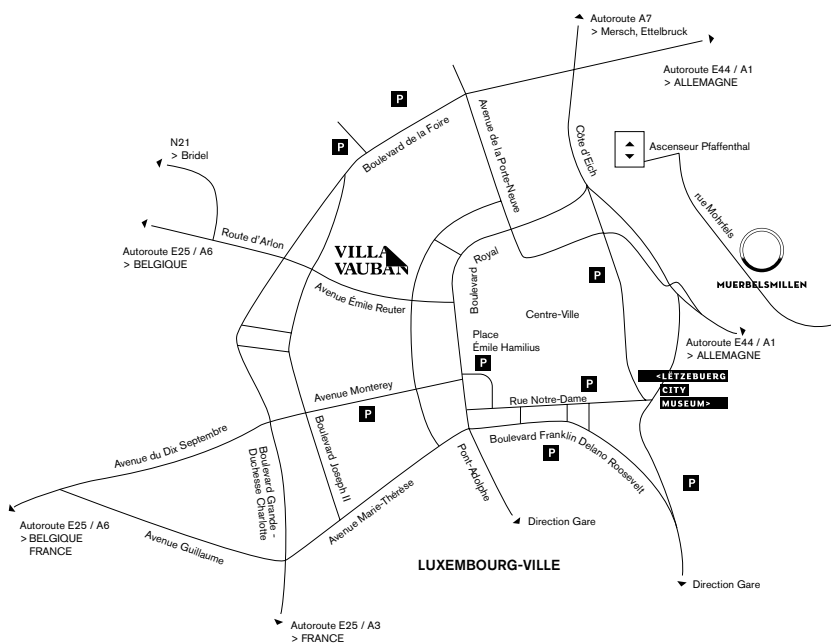 Autoroute A7
> Mersch, Ettelbruck
Autoroute E44 / A1
> ALLEMAGNE
P
Avenue de la Porte-Neuve
Boulevard de la Foire
Côte d'Eich
Ascenseur Pfaffenthal
P
N21
> Bridel
rue Mohrfels
Route d'Arlon
Autoroute E25 / A6
> BELGIQUE
VILLA
VAUBAN
Boulevard Royal
P
MUERBELSMILLEN
Avenue Émile Reuter
Centre-Ville
Place
Émile Hamilius
P
Autoroute E44 / A1
> ALLEMAGNE
<LËTZEBUERG
CITY
MUSEUM>
P
Avenue Monterey
Rue Notre-Dame
P
Avenue du Dix Septembre
Boulevard Joseph II
Boulevard Grande -
Duchesse Charlotte
Boulevard Franklin Delano Roosevelt
P
Pont-Adolphe
Avenue Marie-Thérèse
P
Autoroute E25 / A6
> BELGIQUE
FRANCE
Avenue Guillaume
Direction Gare
LUXEMBOURG-VILLE
Direction Gare
Autoroute E25 / A3
> FRANCE